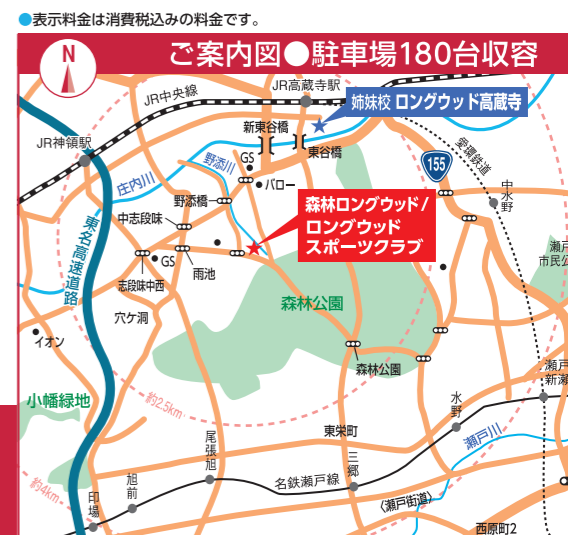 ●表示料金は消費税込みの料金です。
N
ご案内図●駐車場180台収容
JR中央線
JR高蔵寺駅
姉妹校 ロングウッド高蔵寺
JR神領駅
新東谷橋
東谷橋
愛環鉄道
155
野添川
GS
バロー
庄内川
中水野
野添橋
森林ロングウッド/
ロングウッド
スポーツクラブ
中志段味
東名高速道路
GS
雨池
志段味中西
瀬戸
市民公
穴ケ洞
森林公園
イオン
森林公園
瀬戸
新瀬
小幡緑地
約2.5km
水野
東栄町
尾張旭
瀬戸川
三郷
名鉄瀬戸線
旭前
約4km
印場
〈瀬戸街道〉
西原町2